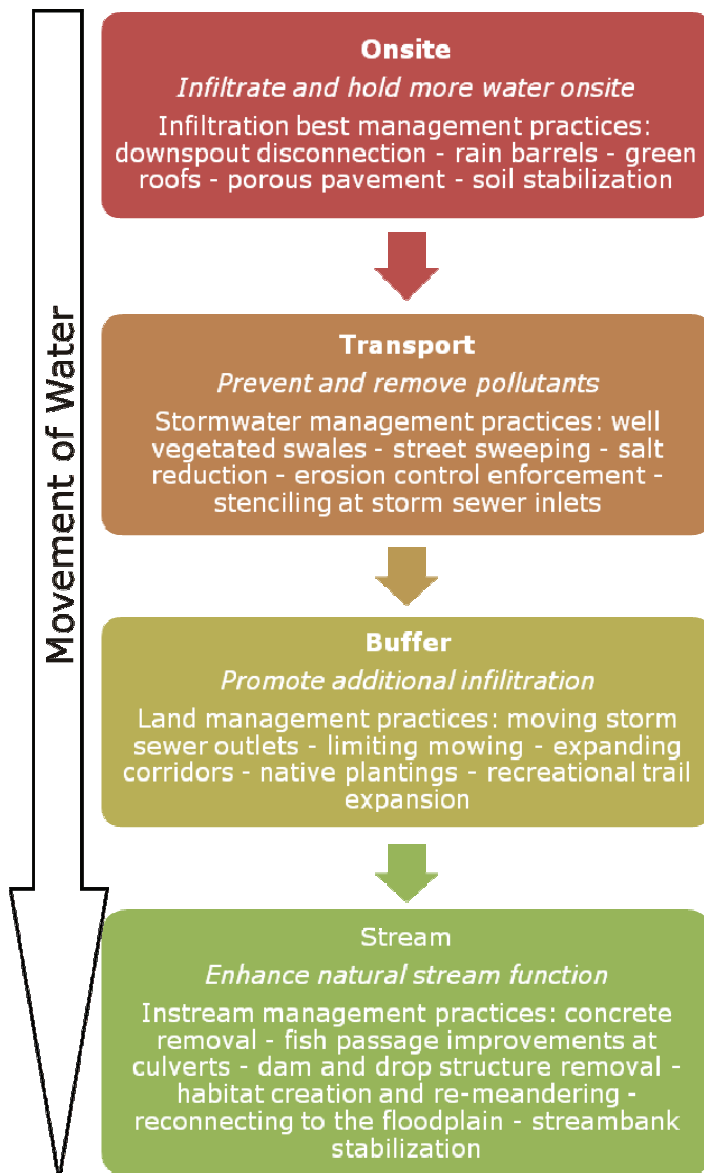 Movement of Water
Onsite
Infiltrate and hold more water onsite
Infiltration best management practices:
downspout disconnection - rain barrels - green
roofs - porous pavement - soil stabilization
Transport
Prevent and remove pollutants
Stormwater management practices: well
vegetated swales - street sweeping - salt
reduction - erosion control enforcement -
stenciling at storm sewer inlets
Buffer
Promote additional infilitration
Land management practices: moving storm
sewer outlets - limiting mowing - expanding
corridors - native plantings - recreational trail
expansion
Stream
Enhance natural stream function
Instream management practices: concrete
removal - fish passage improvements at
culverts - dam and drop structure removal -
habitat creation and re-meandering -
reconnecting to the floodplain - streambank
stabilization